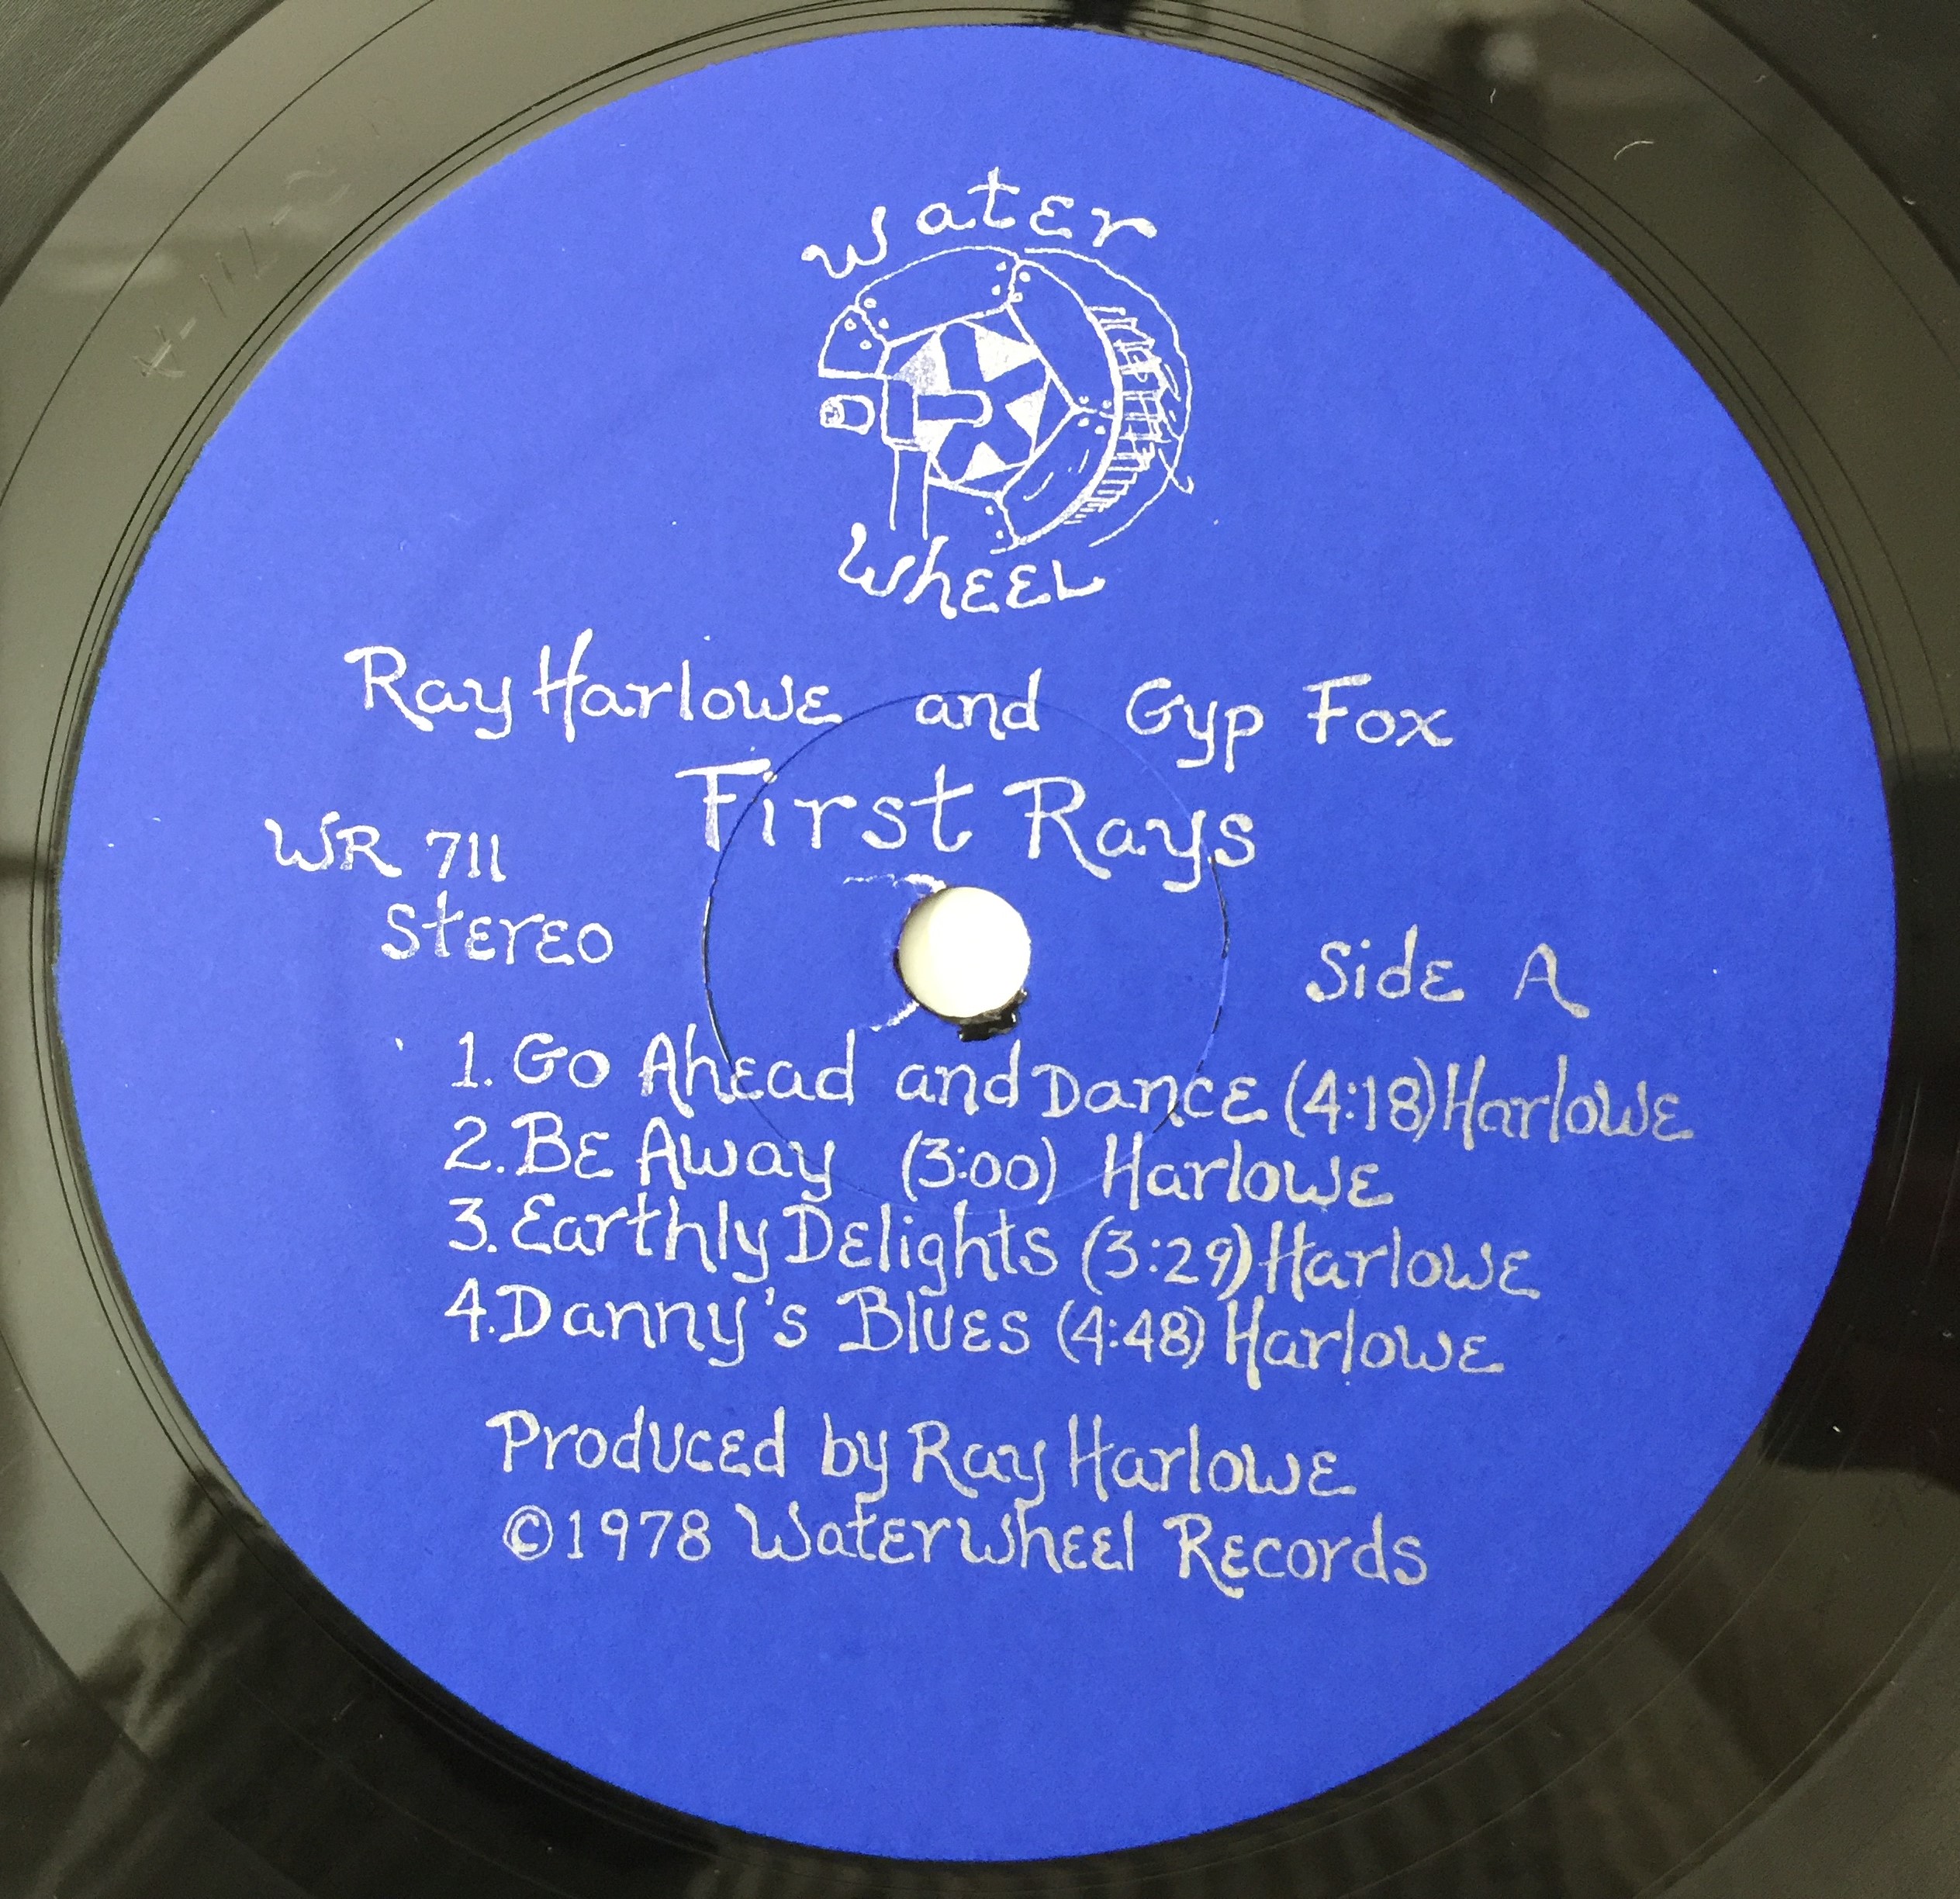 Water
Wheel
Ray Harlowe and Gyp Fox
First Rays
WR 711
Stereo
Side A
1. Go Ahead and Dance (4:18) Harlowe
2. Be Away (3:00) Harlowe
3. Earthly Delights (3:29) Harlowe
4. Danny's Blues (4:48) Harlowe
Produced by Ray Harlowe
©1978 Waterwheel Records